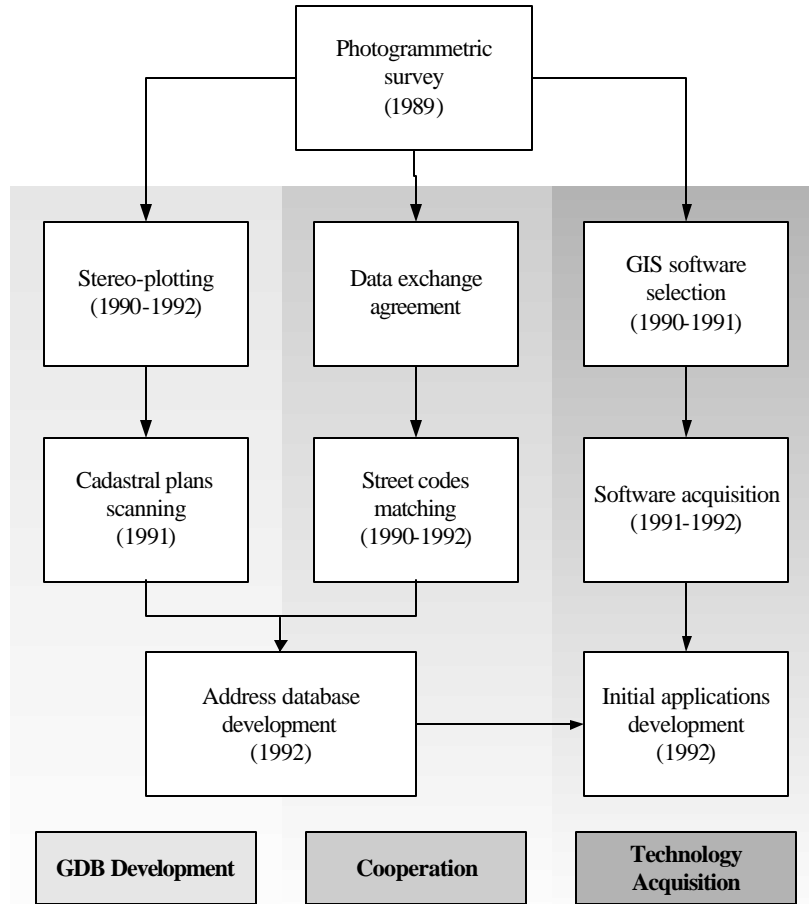 Photogrammetric
survey
(1989)
Stereo-plotting
(1990-1992)
Data exchange
agreement
GIS software
selection
(1990-1991)
Cadastral plans
scanning
(1991)
Street codes
matching
(1990-1992)
Software acquisition
(1991-1992)
Address database
development
(1992)
Initial applications
development
(1992)
GDB Development
Cooperation
Technology
Acquisition